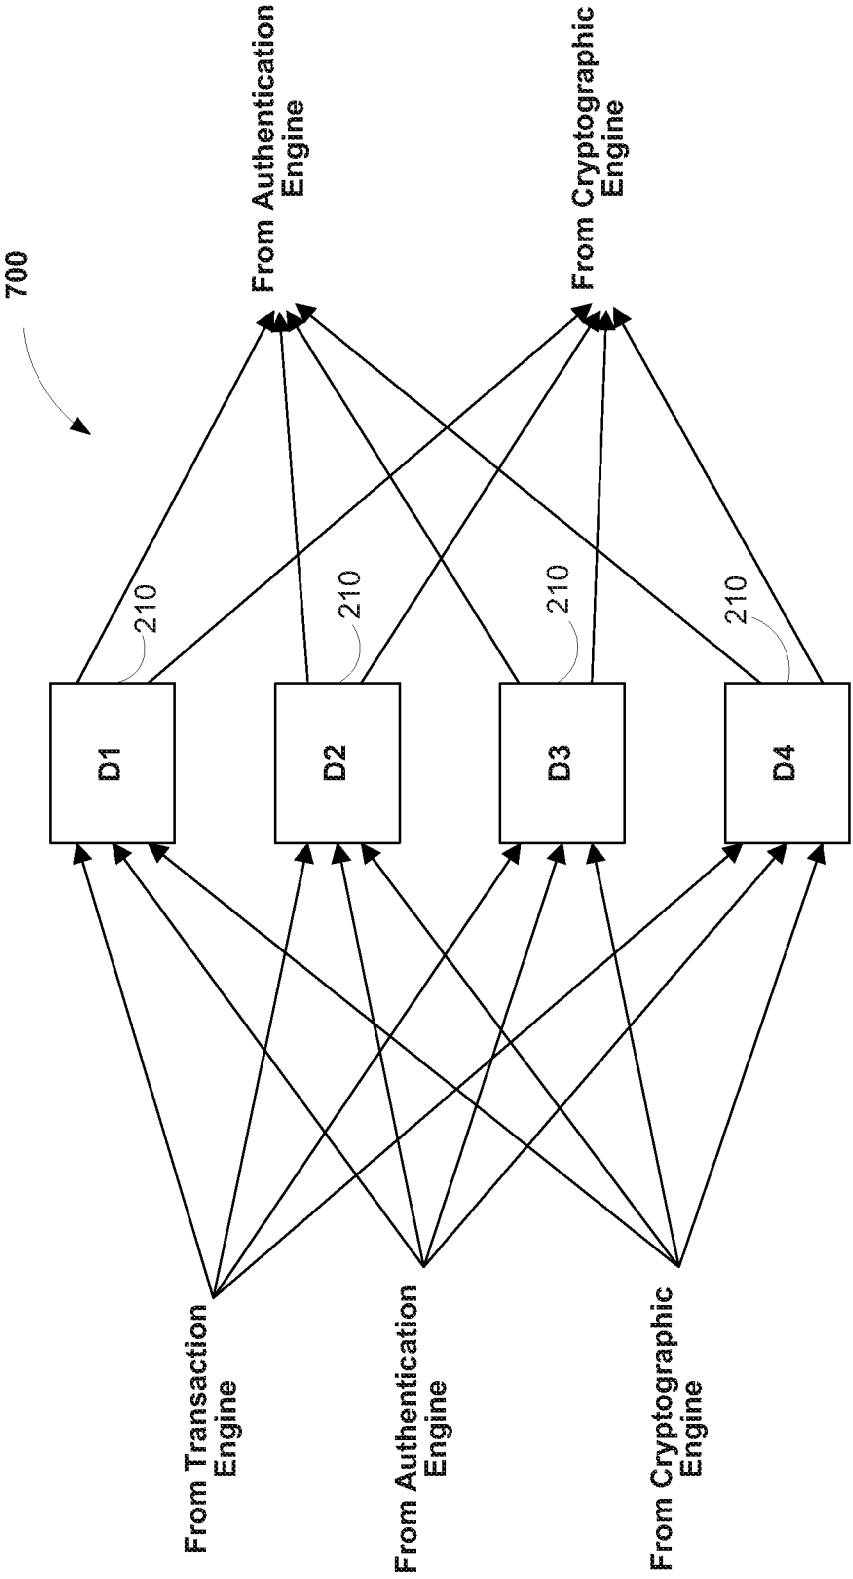 700
From Transaction
Engine
From Authentication
Engine
From Cryptographic
Engine
D1
210
D2
210
D3
210
D4
210
From Authentication
Engine
From Cryptographic
Engine